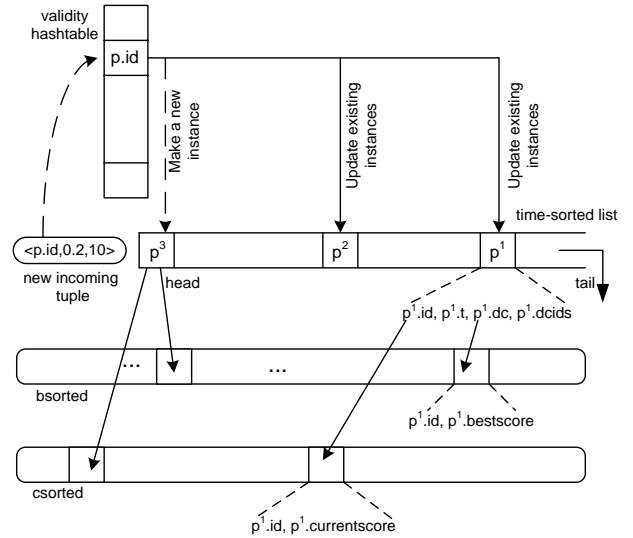 validity
hashtable
p.id
Make a new
instance
Update existing
instances
Update existing
instances
time-sorted list
<p.id,0.2,10>
new incoming
tuple
p³
p²
p¹
head
tail
p¹.id, p¹.t, p¹.dc, p¹.dcids
...
...
bsorted
p¹.id, p¹.bestscore
csorted
p¹.id, p¹.currentscore